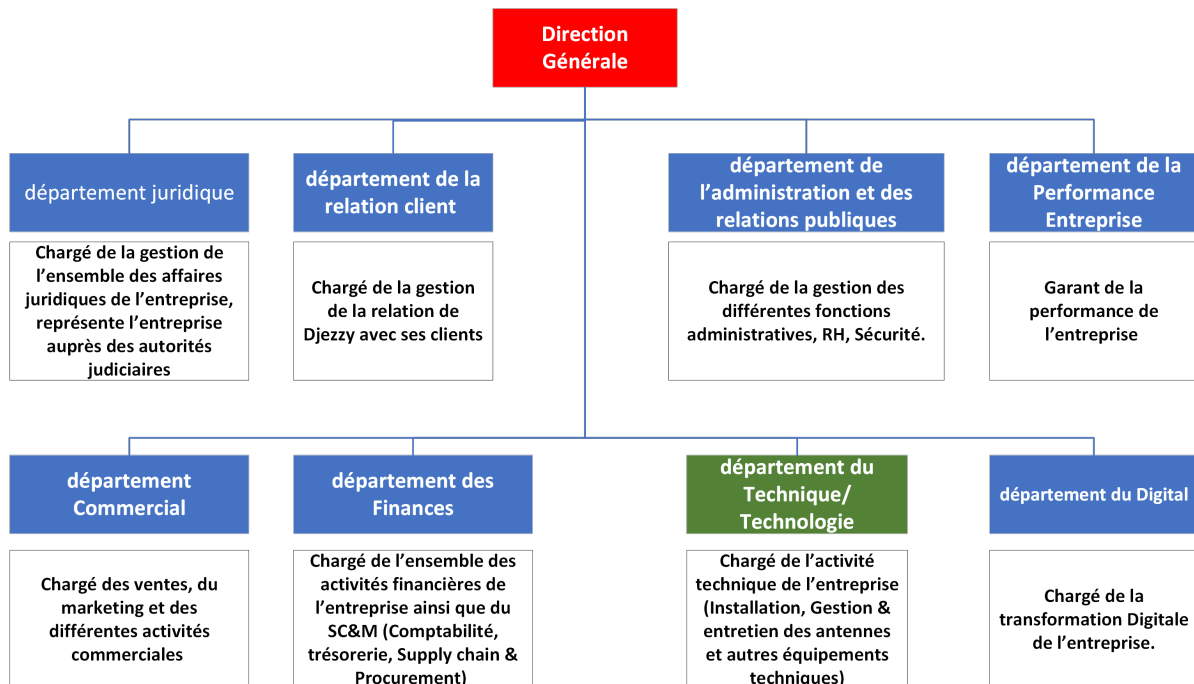 Direction
Générale
département juridique
département de la
relation client
département de
l’administration et des
relations publiques
département de la
Performance
Entreprise
Chargé de la gestion de
l’ensemble des affaires
juridiques de l’entreprise,
représente l’entreprise
auprès des autorités
judiciaires
Chargé de la gestion
de la relation de
Djezzy avec ses clients
Chargé de la gestion des
différentes fonctions
administratives, RH, Sécurité.
Garant de la
performance de
l’entreprise
département
Commercial
département des
Finances
département du
Technique/
Technologie
département du Digital
Chargé des ventes, du
marketing et des
différentes activités
commerciales
Chargé de l’ensemble des
activités financières de
l’entreprise ainsi que du
SC&M (Comptabilité,
trésorerie, Supply chain &
Procurement)
Chargé de l’activité
technique de l’entreprise
(Installation, Gestion &
entretien des antennes
et autres équipements
techniques)
Chargé de la
transformation Digitale
de l’entreprise.